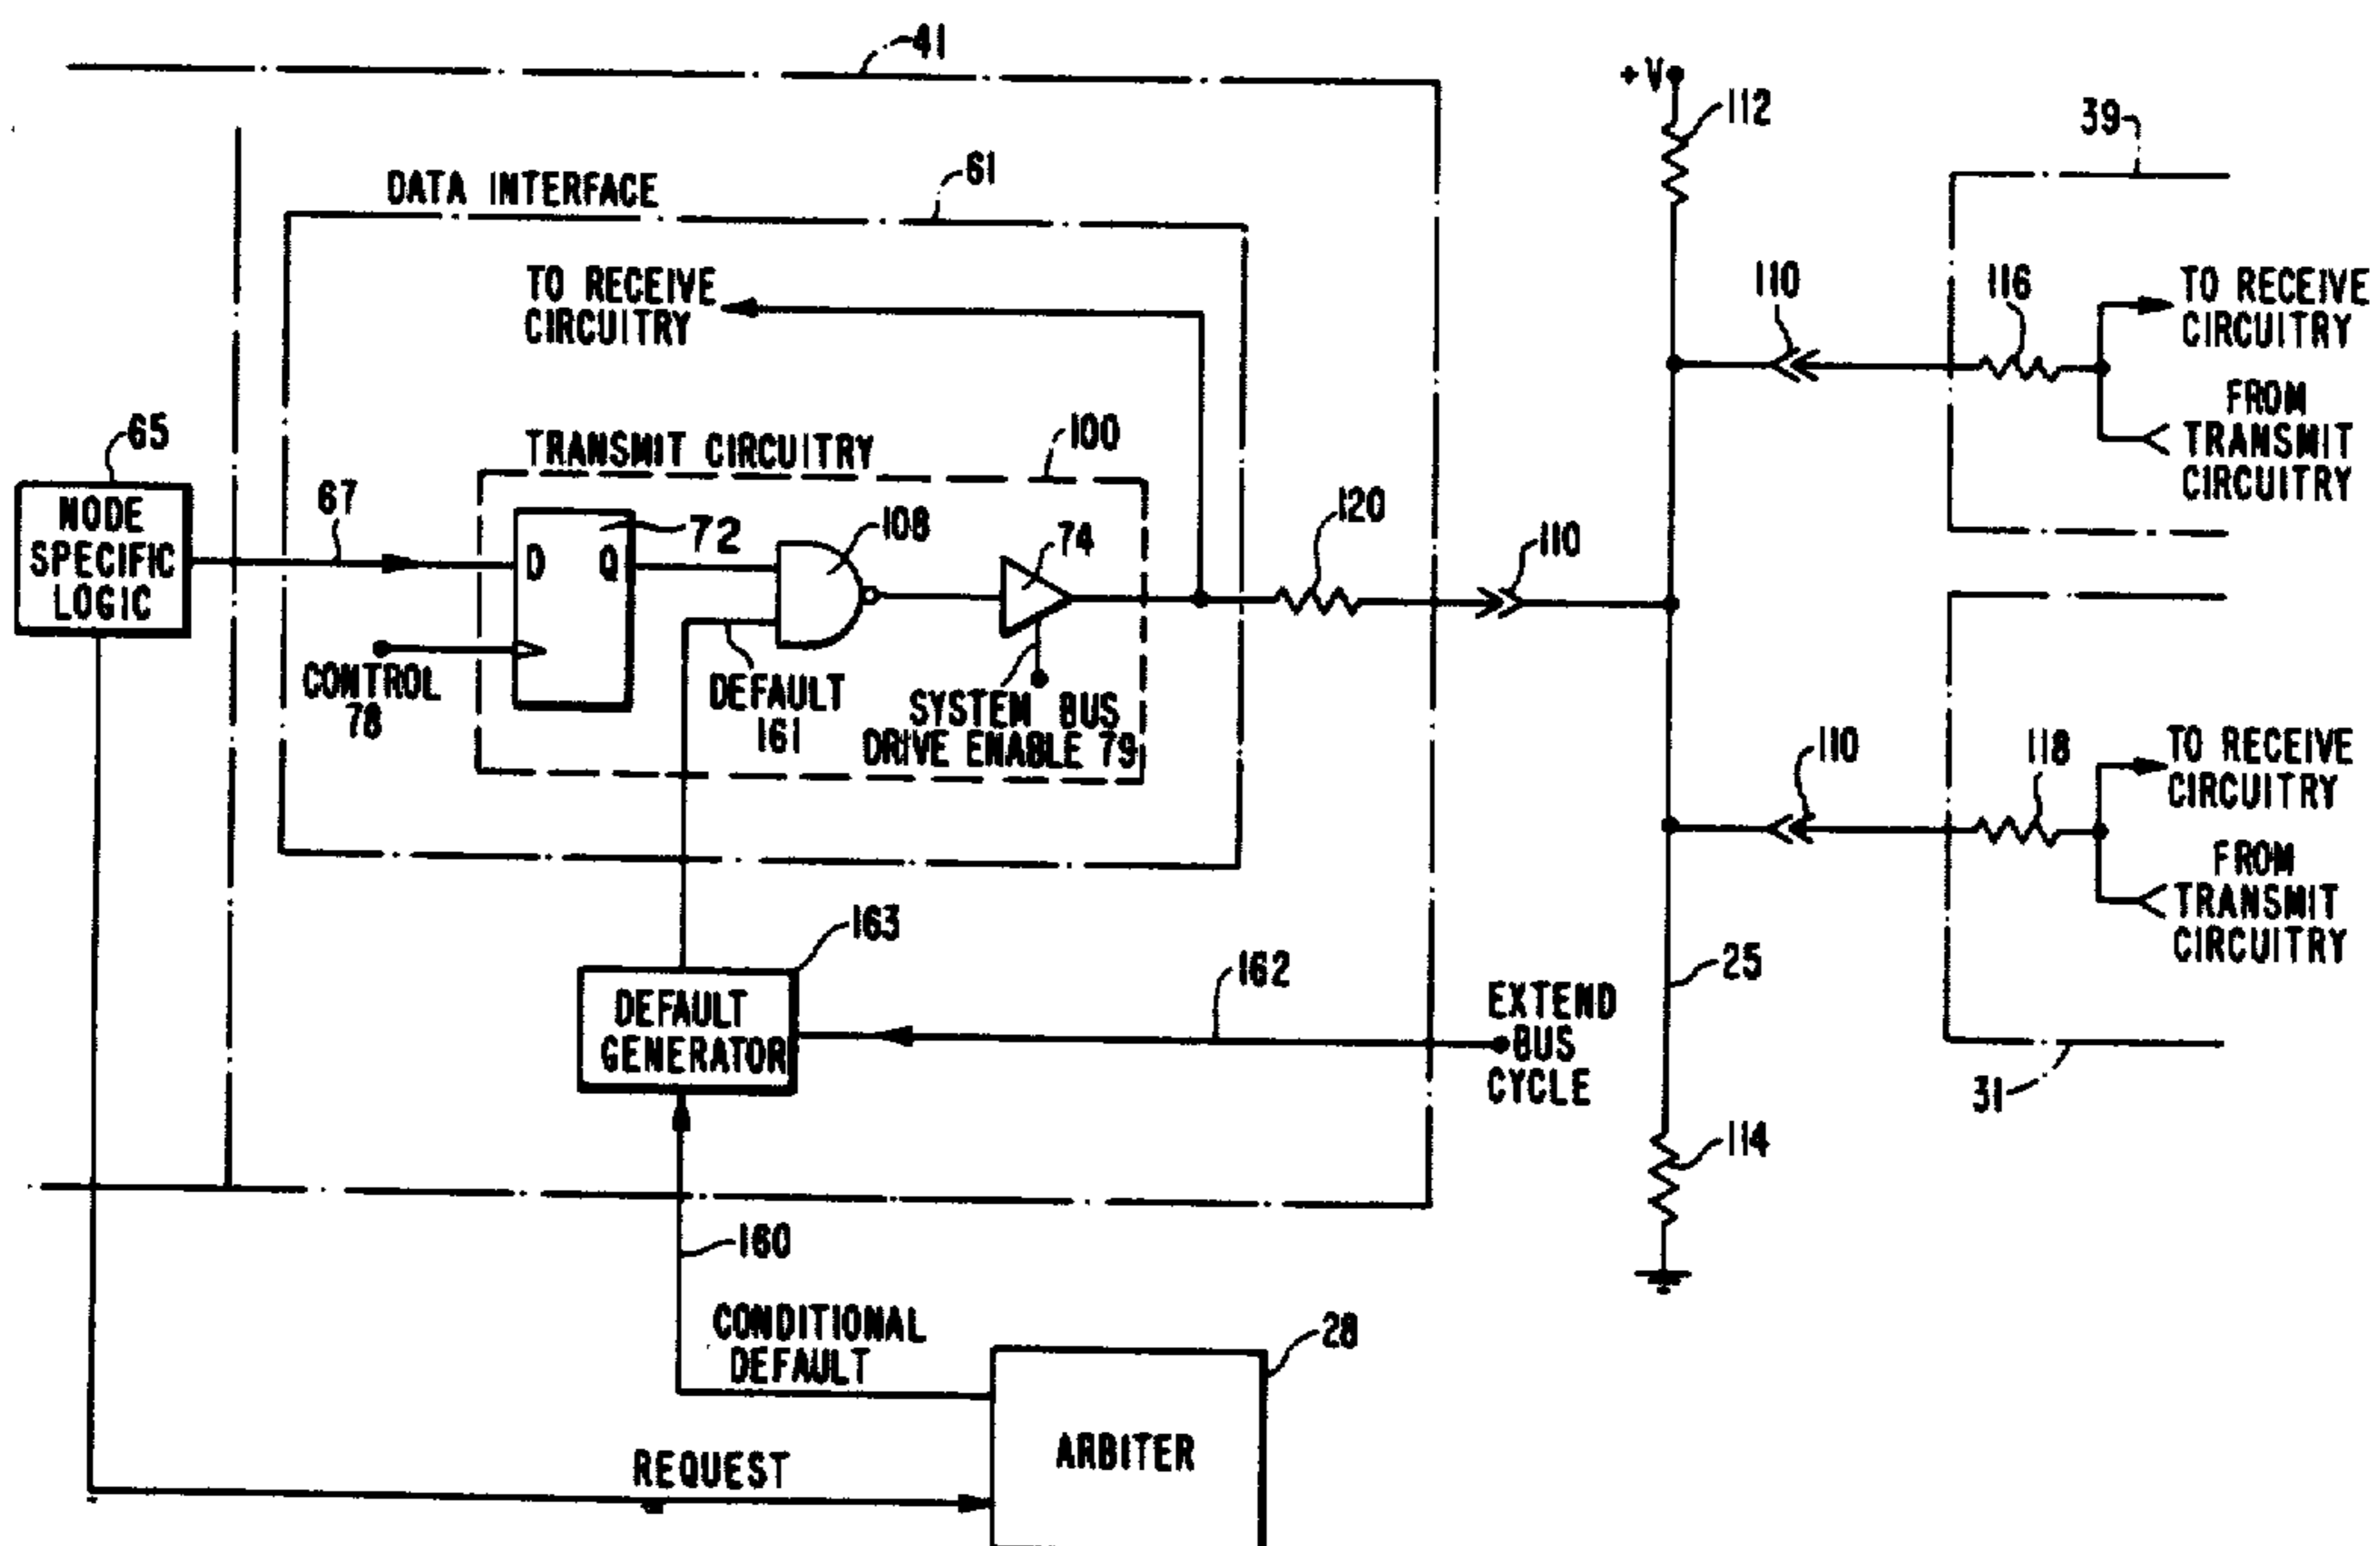 41
+V
112
39
DATA INTERFACE
61
TO RECEIVE
CIRCUITRY
110
116
TO RECEIVE
CIRCUITRY
FROM
TRANSMIT
CIRCUITRY
65
NODE
SPECIFIC
LOGIC
67
TRANSMIT CIRCUITRY
100
D
Q
72
108
74
120
110
CONTROL
78
DEFAULT
161
SYSTEM BUS
DRIVE ENABLE 79
110
118
TO RECEIVE
CIRCUITRY
FROM
TRANSMIT
CIRCUITRY
163
DEFAULT
GENERATOR
162
EXTEND
BUS
CYCLE
25
31
114
160
CONDITIONAL
DEFAULT
28
ARBITER
REQUEST